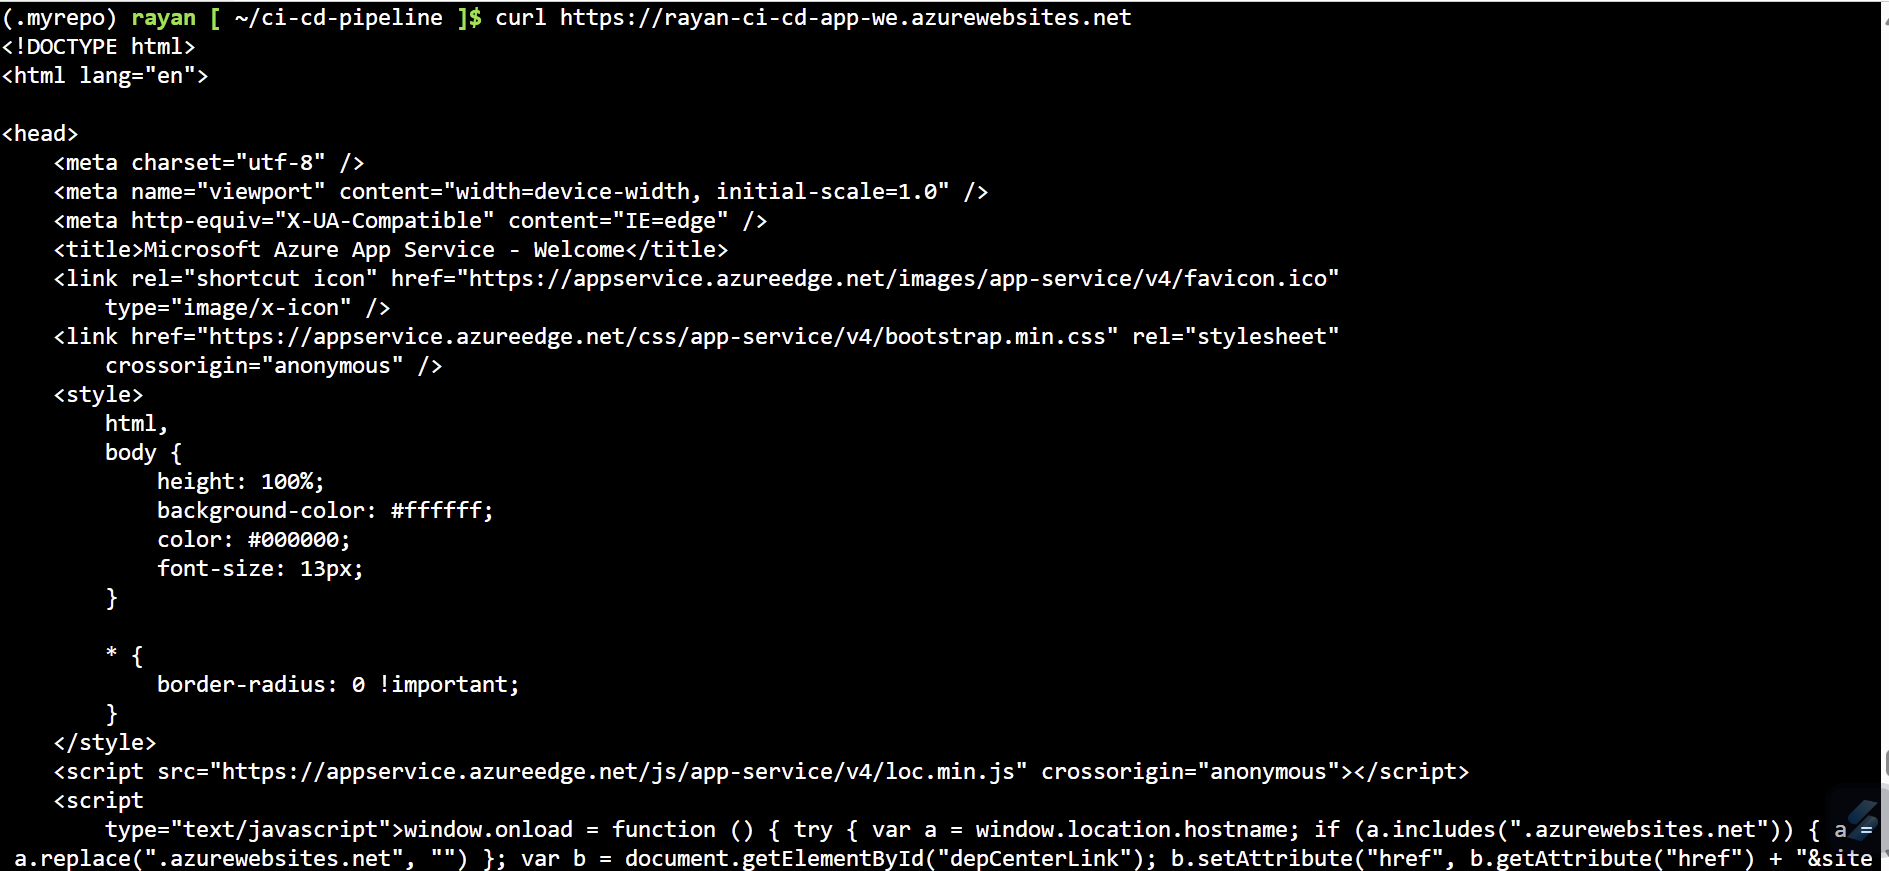 (.myrepo) rayan [ ~/ci-cd-pipeline ]$ curl https://rayan-ci-cd-app-we.azurewebsites.net
<!DOCTYPE html>
<html lang="en">

<head>
    <meta charset="utf-8" />
    <meta name="viewport" content="width=device-width, initial-scale=1.0" />
    <meta http-equiv="X-UA-Compatible" content="IE=edge" />
    <title>Microsoft Azure App Service - Welcome</title>
    <link rel="shortcut icon" href="https://appservice.azureedge.net/images/app-service/v4/favicon.ico"
        type="image/x-icon" />
    <link href="https://appservice.azureedge.net/css/app-service/v4/bootstrap.min.css" rel="stylesheet"
        crossorigin="anonymous" />
    <style>
        html,
        body {
            height: 100%;
            background-color: #ffffff;
            color: #000000;
            font-size: 13px;
        }

        * {
            border-radius: 0 !important;
        }
    </style>
    <script src="https://appservice.azureedge.net/js/app-service/v4/loc.min.js" crossorigin="anonymous"></script>
    <script
        type="text/javascript">window.onload = function () { try { var a = window.location.hostname; if (a.includes(".azurewebsites.net")) { a =
 a.replace(".azurewebsites.net", "") }; var b = document.getElementById("depCenterLink"); b.setAttribute("href", b.getAttribute("href") + "&site